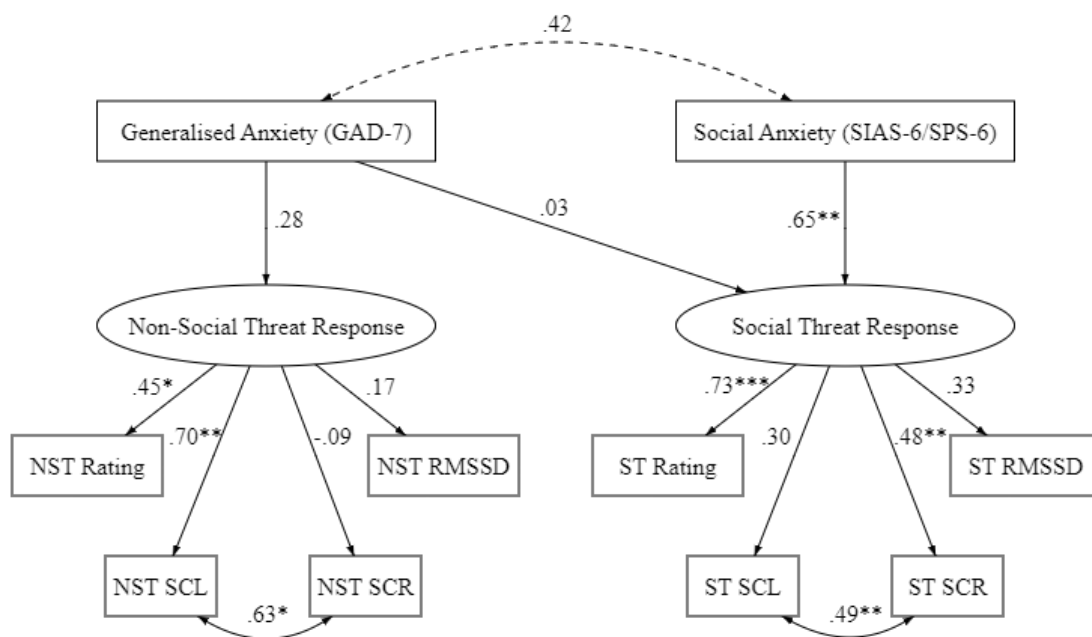 .42
Generalised Anxiety (GAD-7)
Social Anxiety (SIAS-6/SPS-6)
.28
.03
.65**
Non-Social Threat Response
Social Threat Response
.45*
.17
.73***
.33
.70**
-.09
.30
.48**
NST Rating
NST RMSSD
ST Rating
ST RMSSD
NST SCL
NST SCR
ST SCL
ST SCR
.63*
.49**